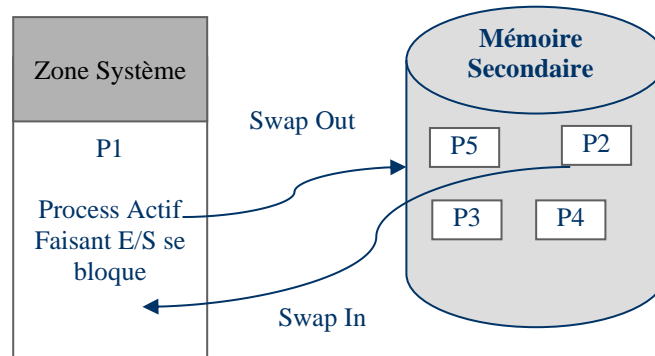 Zone Système
P1
Process Actif
Faisant E/S se
bloque
Swap Out
Swap In
Mémoire
Secondaire
P5
P2
P3
P4